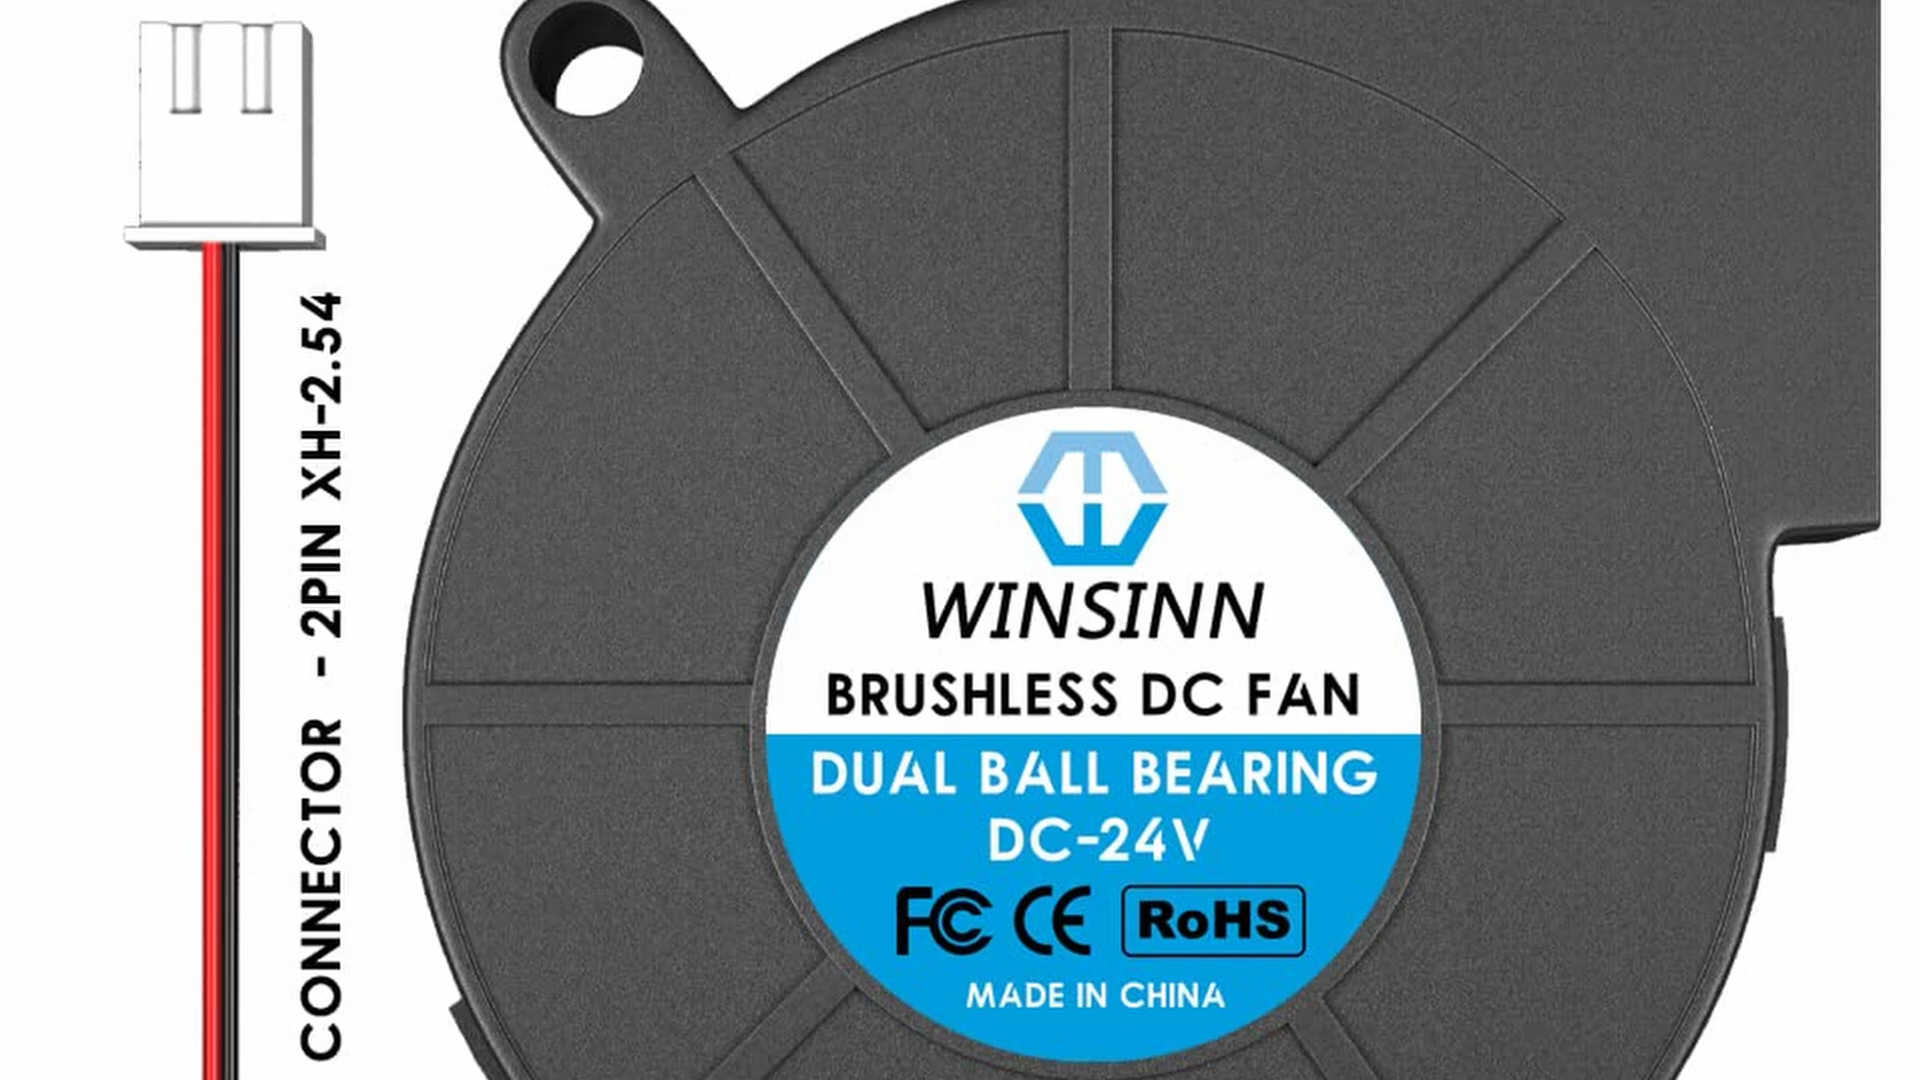 CONNECTOR - 2PIN XH-2.54
WINSINN
BRUSHLESS DC FAN
DUAL BALL BEARING
DC-24V
FC CE RoHS
MADE IN CHINA